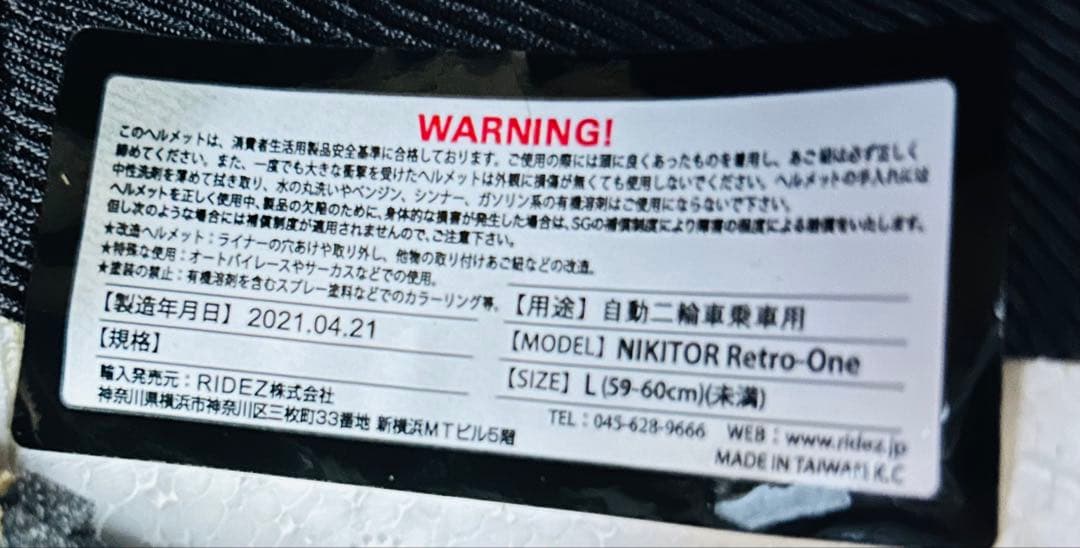 WARNING!
このヘルメットは、消費者生活用製品安全基準に合格しております。ご使用の際には頭に良くあったものを着用し、あご紐は必ず正しく
締めてください。また、一度でも大きな衝撃を受けたヘルメットは外観に損傷が無くても使用しないでください。ヘルメットの手入れには
中性洗剤を薄めて拭き取り、水の丸洗いやベンジン、シンナー、ガソリン系の有機溶剤はご使用にならないで下さい。
ヘルメットを正しく使用中、製品の欠陥のために、身体的な損害が発生した場合は、SGの補償制度により障害の程度による賠償をいたします。
但し次のような場合には補償制度が適用されませんので、ご注意下さい。
★改造ヘルメット：ライナーの穴あけや取り外し、他物の取り付けあご紐などの改造。
★特殊な使用：オートバイレースやサーカスなどでの使用。
★塗装の禁止：有機溶剤を含むスプレー塗料などでのカラーリング等。
【製造年月日】2021.04.21
【規格】
輸入発売元：RIDEZ株式会社
神奈川県横浜市神奈川区三枚町33番地 新横浜MTビル5階
【用途】自動二輪車乗車用
【MODEL】NIKITOR Retro-One
【SIZE】L(59-60cm)(未満)
TEL：045-628-9666 WEB：www.ridez.jp
MADE IN TAIWAN R.C